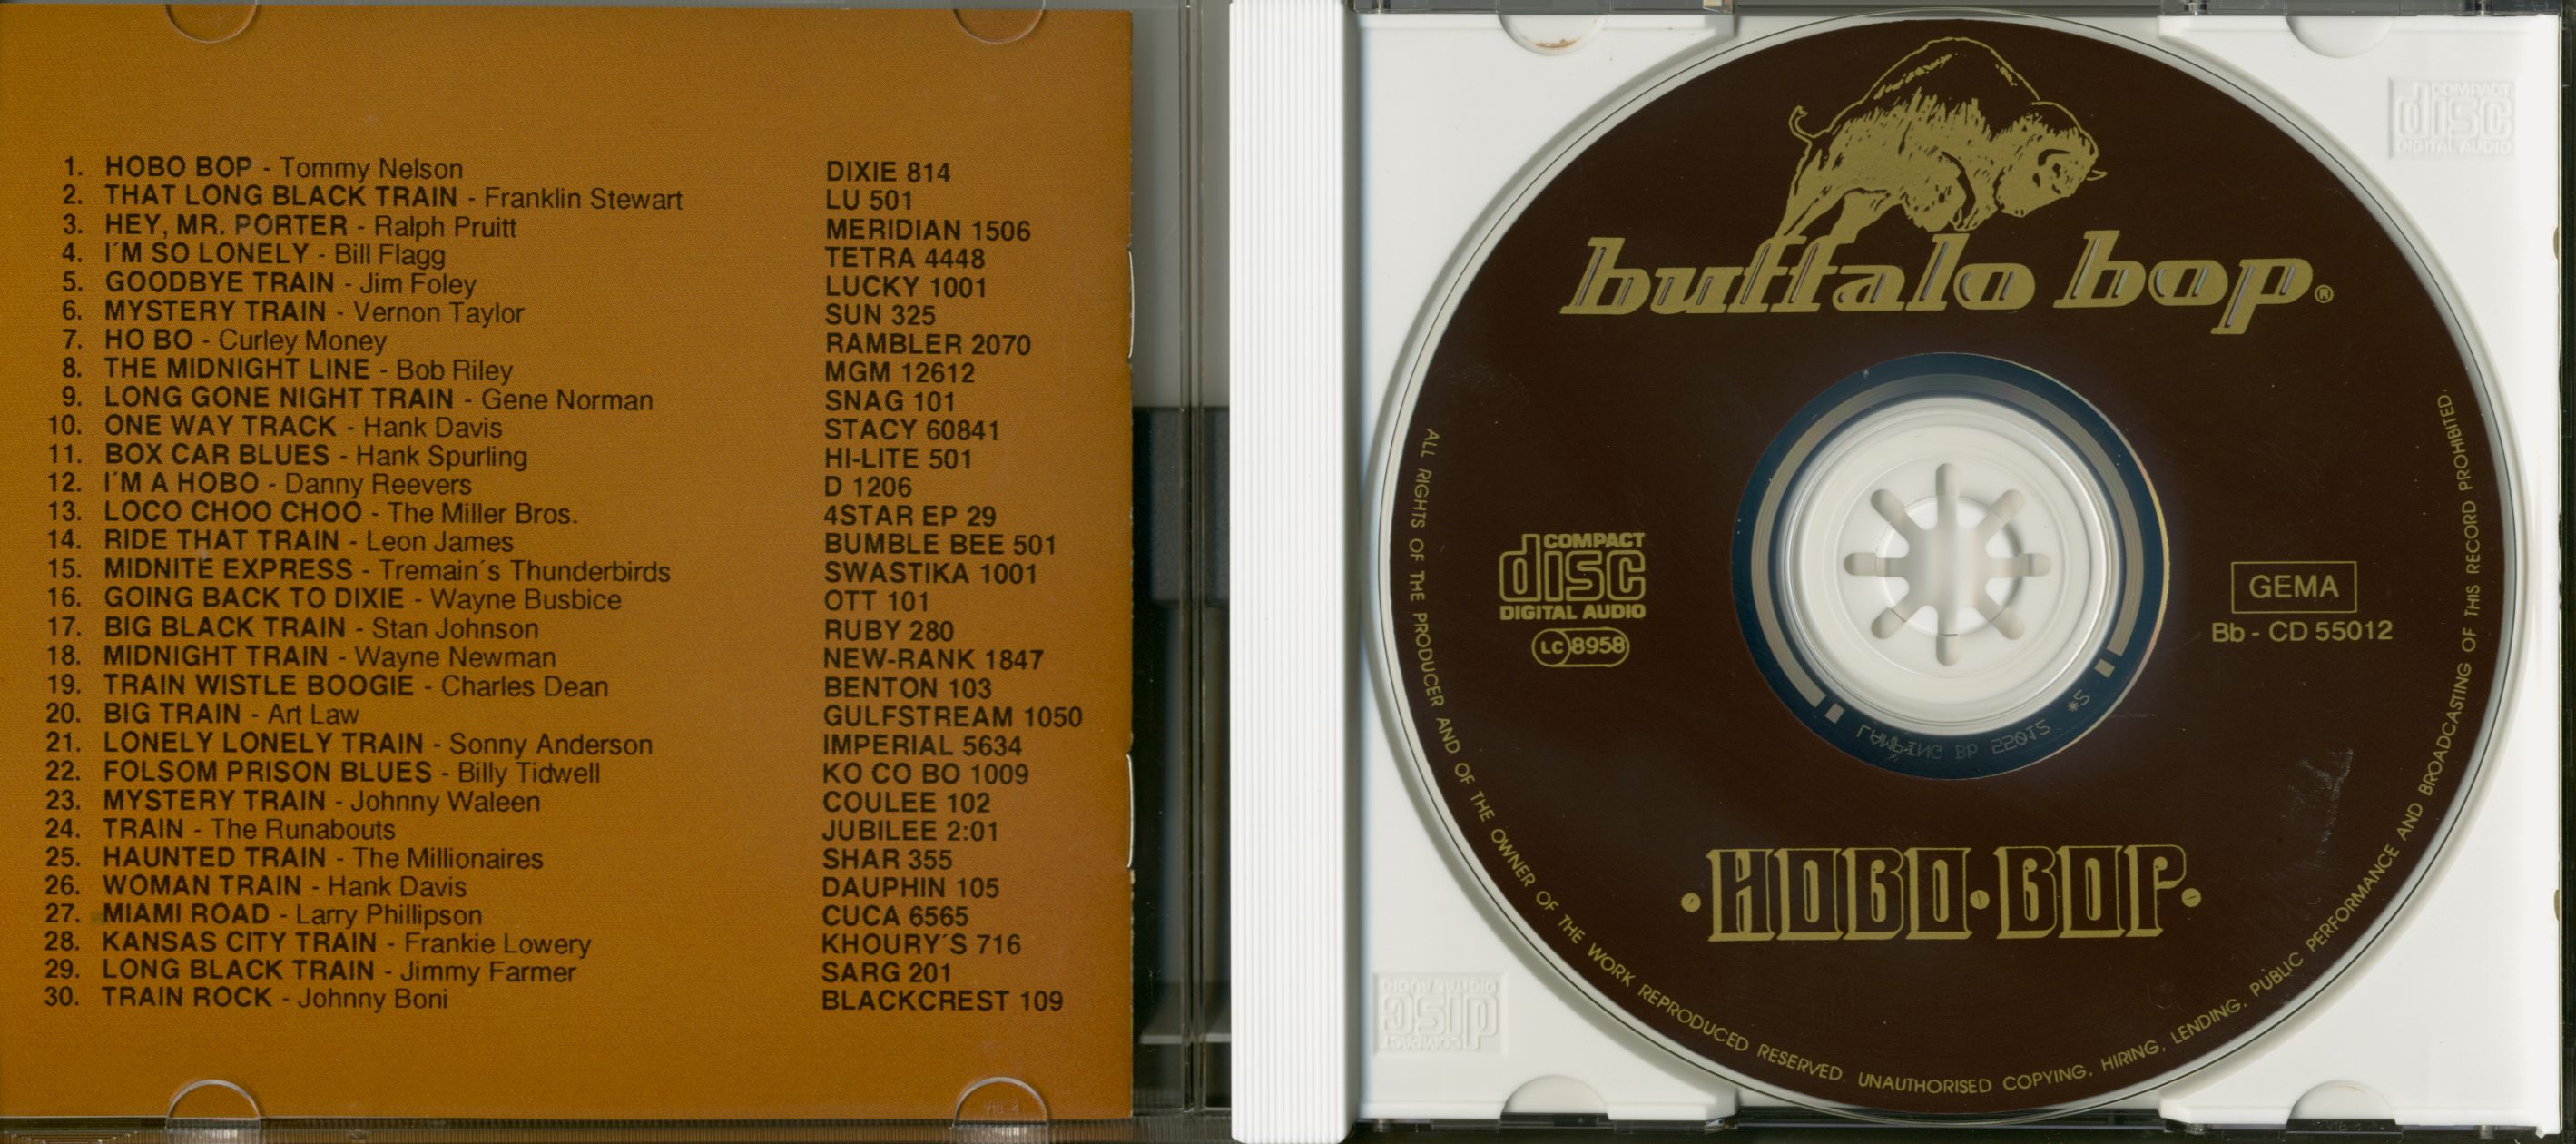 1. HOBO BOP - Tommy Nelson DIXIE 814
2. THAT LONG BLACK TRAIN - Franklin Stewart LU 501
3. HEY, MR. PORTER - Ralph Pruitt MERIDIAN 1506
4. I´M SO LONELY - Bill Flagg TETRA 4448
5. GOODBYE TRAIN - Jim Foley LUCKY 1001
6. MYSTERY TRAIN - Vernon Taylor SUN 325
7. HO BO - Curley Money RAMBLER 2070
8. THE MIDNIGHT LINE - Bob Riley MGM 12612
9. LONG GONE NIGHT TRAIN - Gene Norman SNAG 101
10. ONE WAY TRACK - Hank Davis STACY 60841
11. BOX CAR BLUES - Hank Spurling HI-LITE 501
12. I´M A HOBO - Danny Reevers D 1206
13. LOCO CHOO CHOO - The Miller Bros. 4STAR EP 29
14. RIDE THAT TRAIN - Leon James BUMBLE BEE 501
15. MIDNITE EXPRESS - Tremain´s Thunderbirds SWASTIKA 1001
16. GOING BACK TO DIXIE - Wayne Busbice OTT 101
17. BIG BLACK TRAIN - Stan Johnson RUBY 280
18. MIDNIGHT TRAIN - Wayne Newman NEW-RANK 1847
19. TRAIN WISTLE BOOGIE - Charles Dean BENTON 103
20. BIG TRAIN - Art Law GULFSTREAM 1050
21. LONELY LONELY TRAIN - Sonny Anderson IMPERIAL 5634
22. FOLSOM PRISON BLUES - Billy Tidwell KO CO BO 1009
23. MYSTERY TRAIN - Johnny Waleen COULEE 102
24. TRAIN - The Runabouts JUBILEE 2:01
25. HAUNTED TRAIN - The Millionaires SHAR 355
26. WOMAN TRAIN - Hank Davis DAUPHIN 105
27. MIAMI ROAD - Larry Phillipson CUCA 6565
28. KANSAS CITY TRAIN - Frankie Lowery KHOURY´S 716
29. LONG BLACK TRAIN - Jimmy Farmer SARG 201
30. TRAIN ROCK - Johnny Boni BLACKCREST 109
buffalo bop®
COMPACT
disc
DIGITAL AUDIO
LC 8958
GEMA
Bb - CD 55012
·HOBO·BOP·
ALL RIGHTS OF THE PRODUCER AND OF THE OWNER OF THE WORK REPRODUCED RESERVED. UNAUTHORISED COPYING, HIRING, LENDING, PUBLIC PERFORMANCE AND BROADCASTING OF THIS RECORD PROHIBITED.
COMPACT
disc
DIGITAL AUDIO
COMPACT
disc
DIGITAL AUDIO